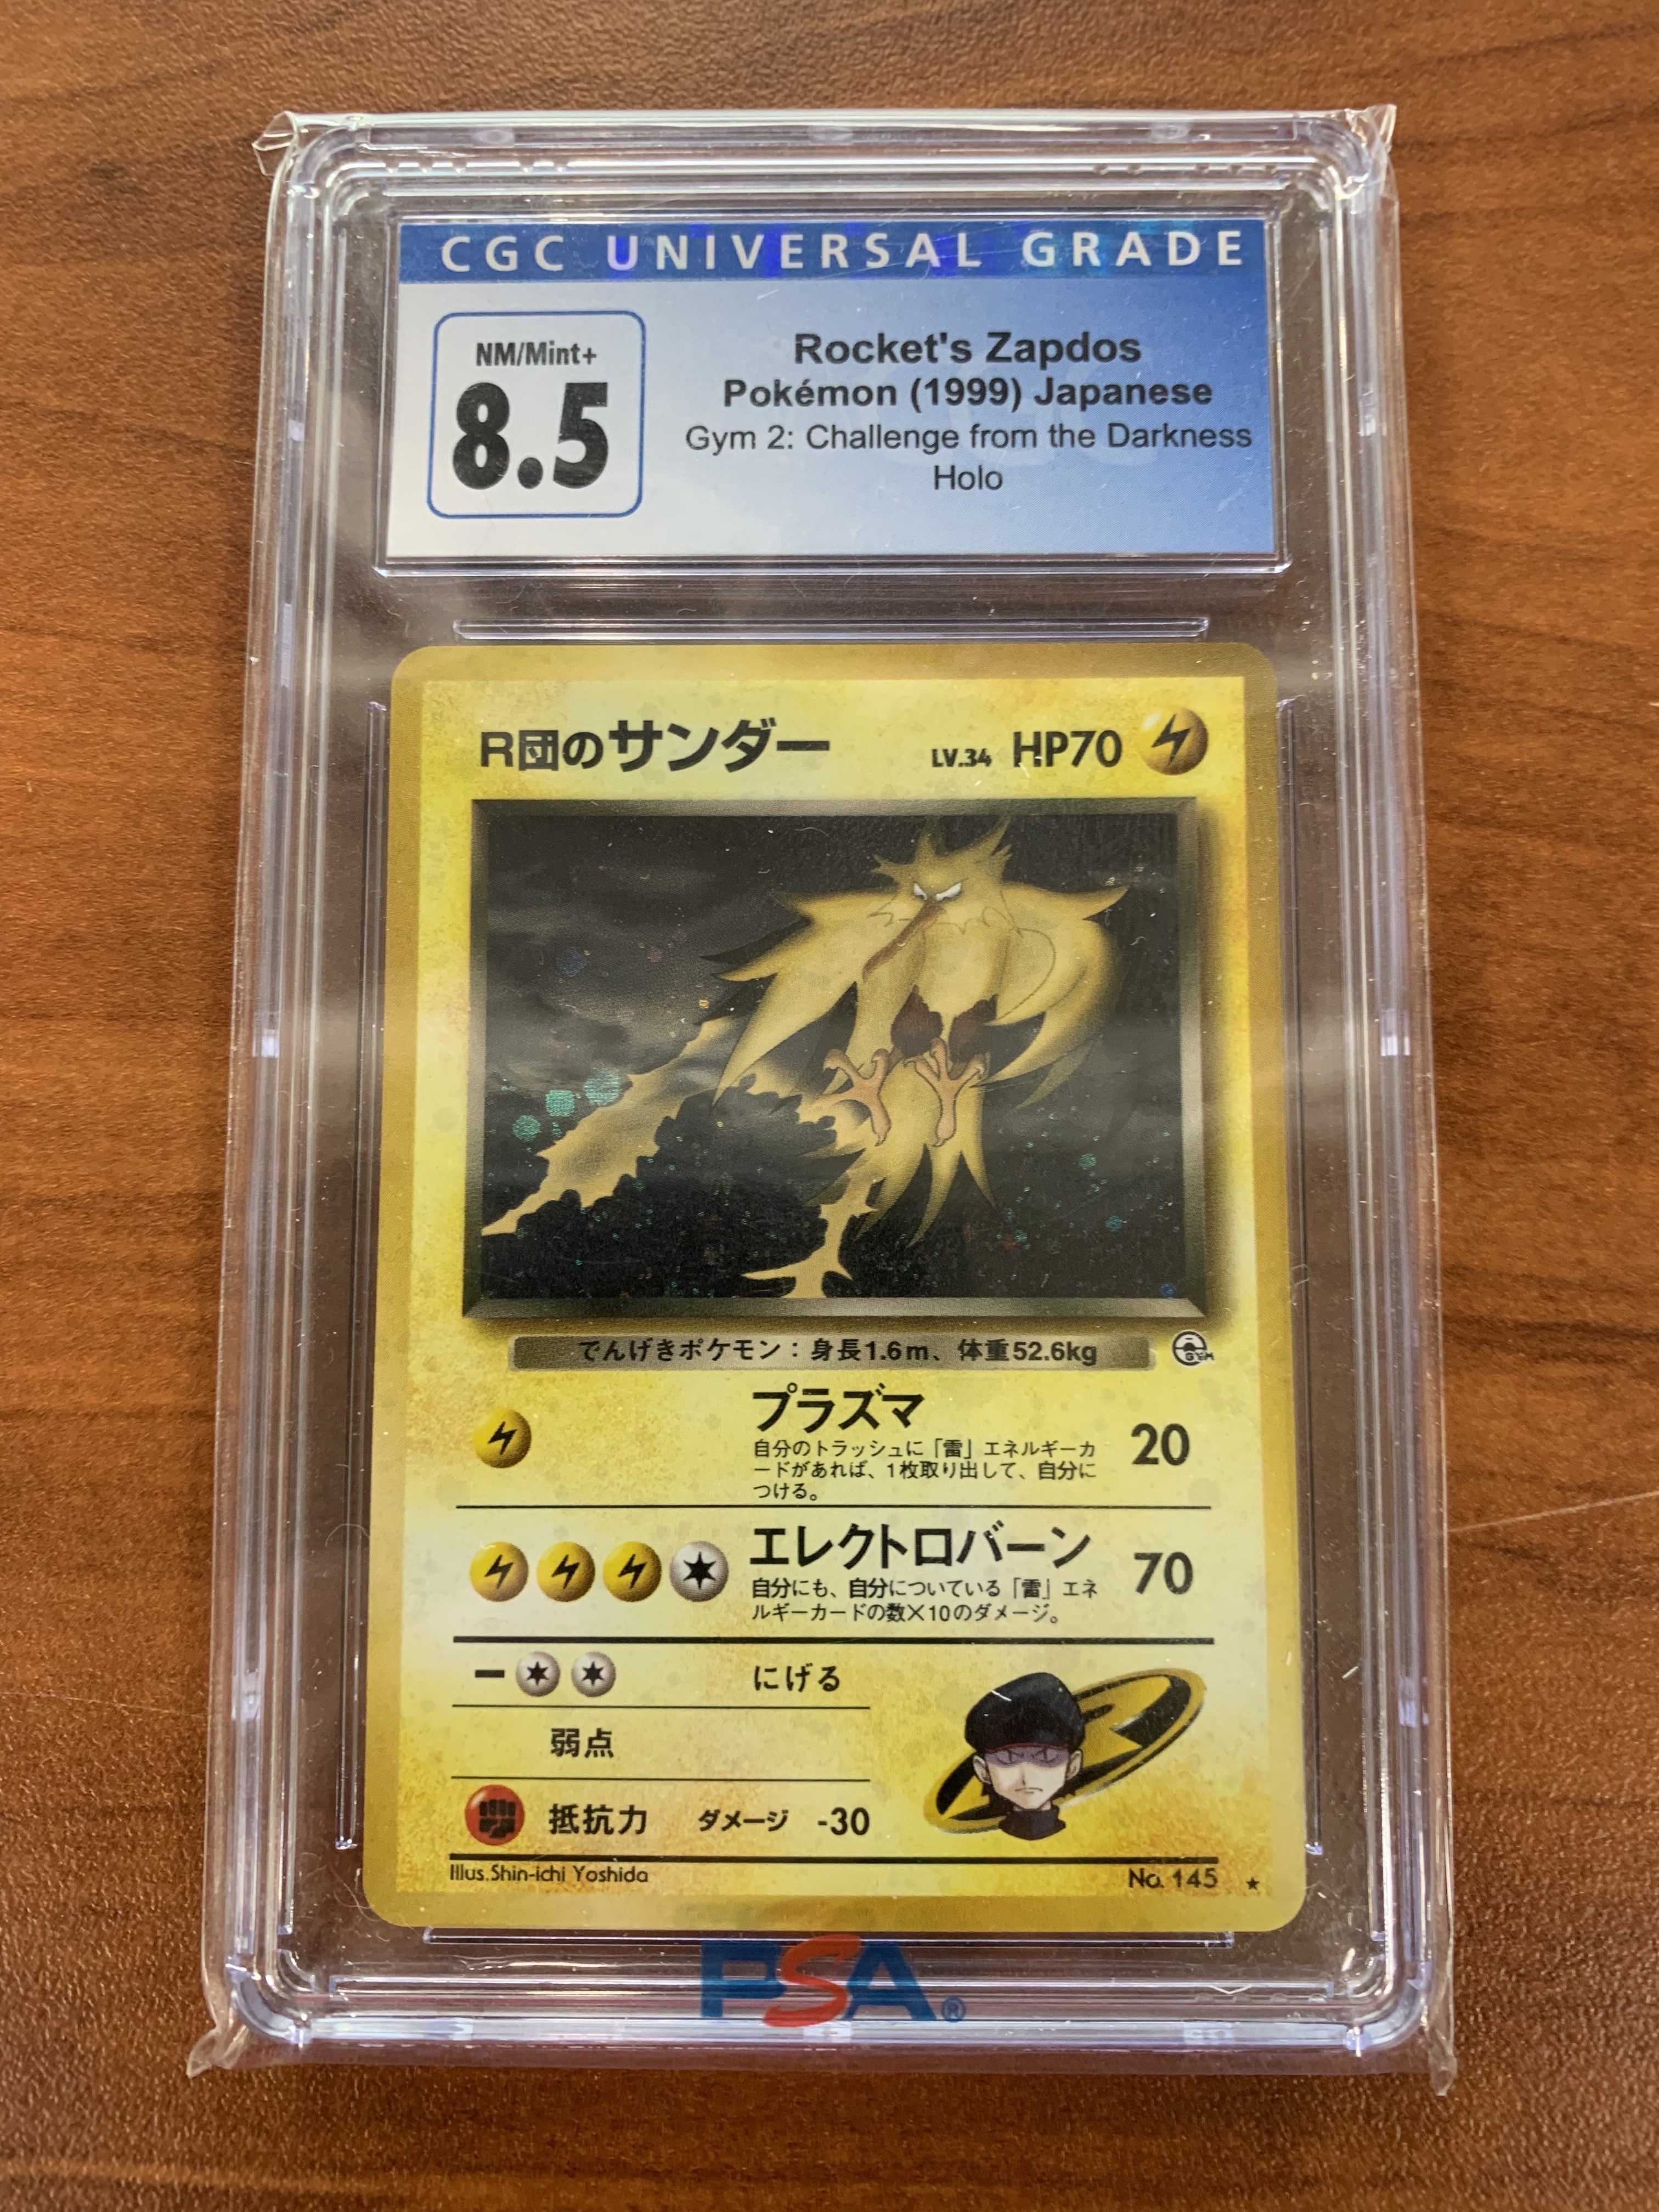 CGC UNIVERSAL GRADE
NM/Mint+
8.5
Rocket's Zapdos
Pokémon (1999) Japanese
Gym 2: Challenge from the Darkness
Holo
R団のサンダー LV.34 HP70
でんげきポケモン：身長1.6m、体重52.6kg
GYM
プラズマ 20
自分のトラッシュに「雷」エネルギーカ
ードがあれば、1枚取り出して、自分に
つける。
エレクトロバーン 70
自分にも、自分についている「雷」エネ
ルギーカードの数×10のダメージ。
ー にげる
弱点
抵抗力 ダメージ -30
R
Illus.Shin-ichi Yoshida No. 145 ★
PSA®